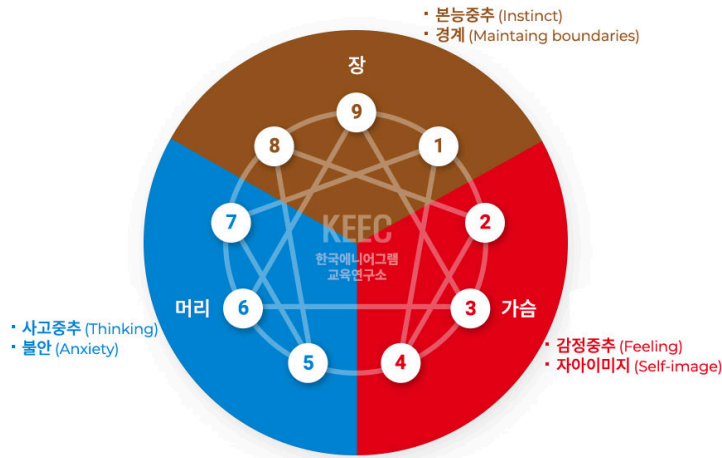 · 본능중추 (Instinct)
· 경계 (Maintaing boundaries)
장
9
8
1
7
2
KEEC
한국에니어그램
교육연구소
머리
6
3
가슴
· 사고중추 (Thinking)
· 불안 (Anxiety)
5
4
· 감정중추 (Feeling)
· 자아이미지 (Self-image)